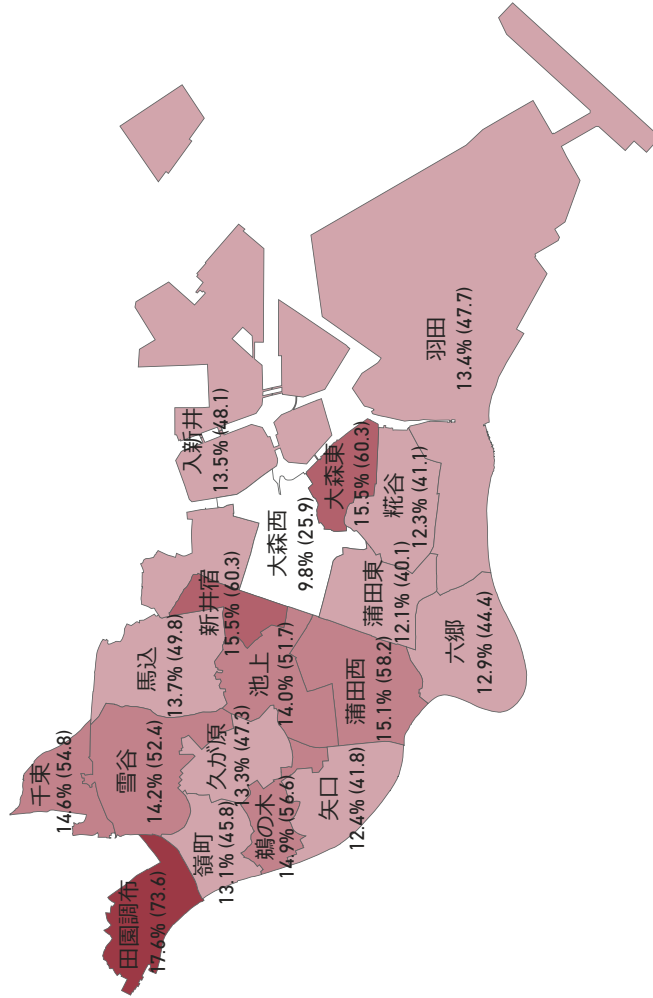 千束
14.6% (54.8)
田園調布
17.6% (73.6)
雪谷
14.2% (52.4)
馬込
13.7% (49.8)
嶺町
13.1% (45.8)
久が原
13.3% (47.3)
鵜の木
14.9% (56.6)
池上
14.0% (51.7)
新井宿
15.5% (60.3)
入新井
13.5% (48.1)
大森西
9.8% (25.9)
大森東
15.5% (60.3)
矢口
12.4% (41.8)
蒲田西
15.1% (58.2)
蒲田東
12.1% (40.1)
糀谷
12.3% (41.1)
六郷
12.9% (44.4)
羽田
13.4% (47.7)